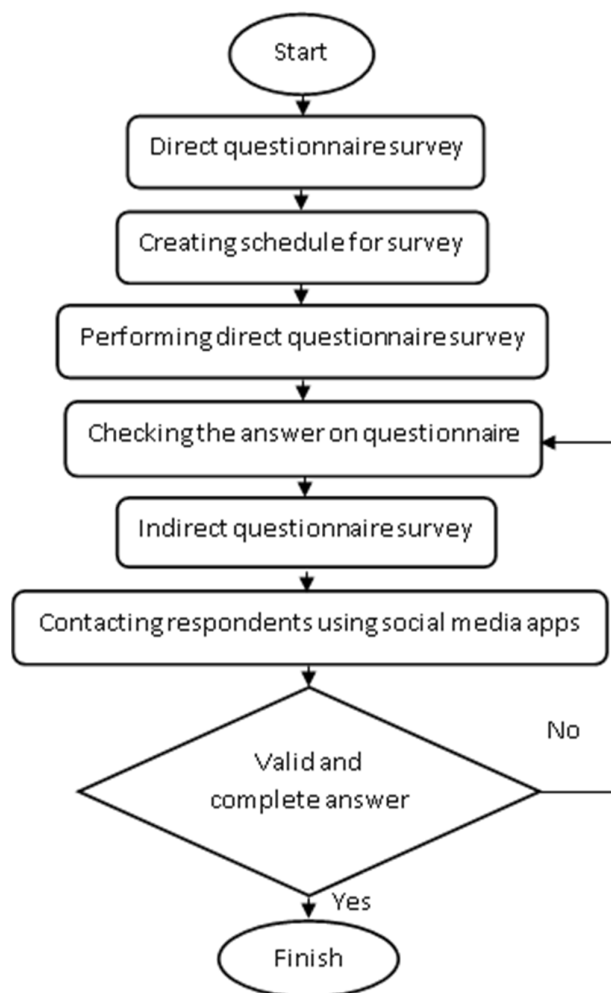 Start
Direct questionnaire survey
Creating schedule for survey
Performing direct questionnaire survey
Checking the answer on questionnaire
Indirect questionnaire survey
Contacting respondents using social media apps
No
Valid and
complete answer
Yes
Finish